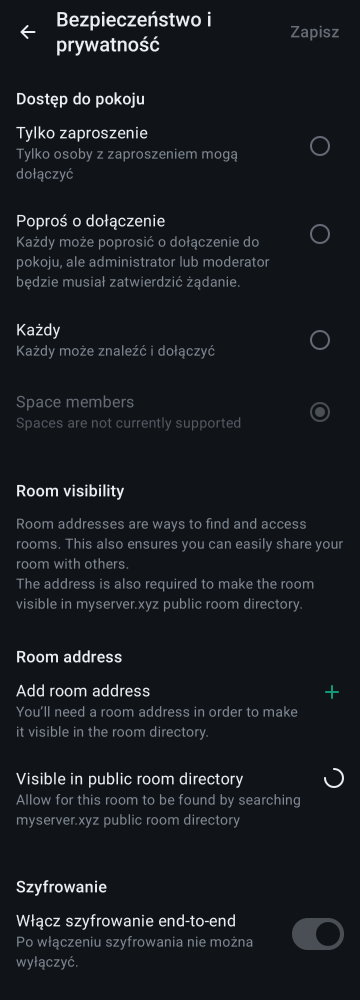 Bezpieczeństwo i
prywatność
Zapisz
Dostęp do pokoju
Tylko zaproszenie
Tylko osoby z zaproszeniem mogą
dołączyć
Poproś o dołączenie
Każdy może poprosić o dołączenie do
pokoju, ale administrator lub moderator
będzie musiał zatwierdzić żądanie.
Każdy
Każdy może znaleźć i dołączyć
Space members
Spaces are not currently supported
Room visibility
Room addresses are ways to find and access
rooms. This also ensures you can easily share your
room with others.
The address is also required to make the room
visible in myserver.xyz public room directory.
Room address
Add room address
You’ll need a room address in order to make
it visible in the room directory.
Visible in public room directory
Allow for this room to be found by searching
myserver.xyz public room directory
Szyfrowanie
Włącz szyfrowanie end-to-end
Po włączeniu szyfrowania nie można
wyłączyć.